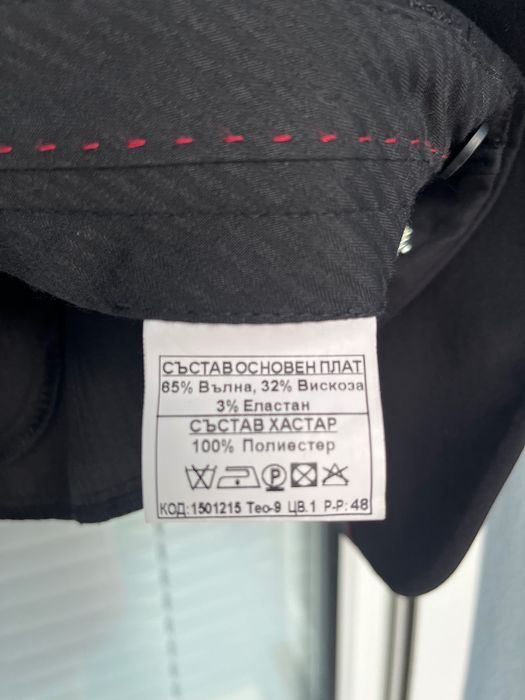 СЪСТАВ ОСНОВЕН ПЛАТ
65% Вълна, 32% Вискоза
3% Еластан
СЪСТАВ ХАСТАР
100% Полиестер
КОД:1501215 Тео-9 ЦВ.1 Р-Р: 48